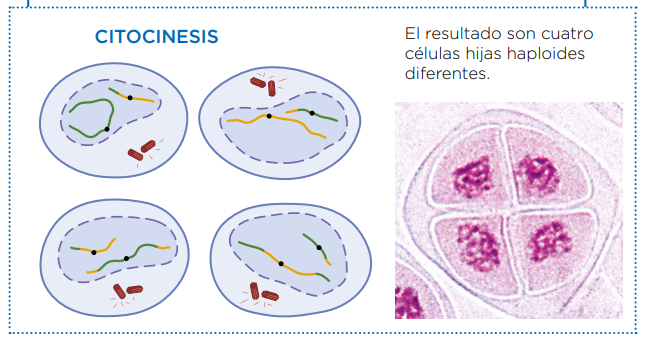 CITOCINESIS
El resultado son cuatro
células hijas haploides
diferentes.